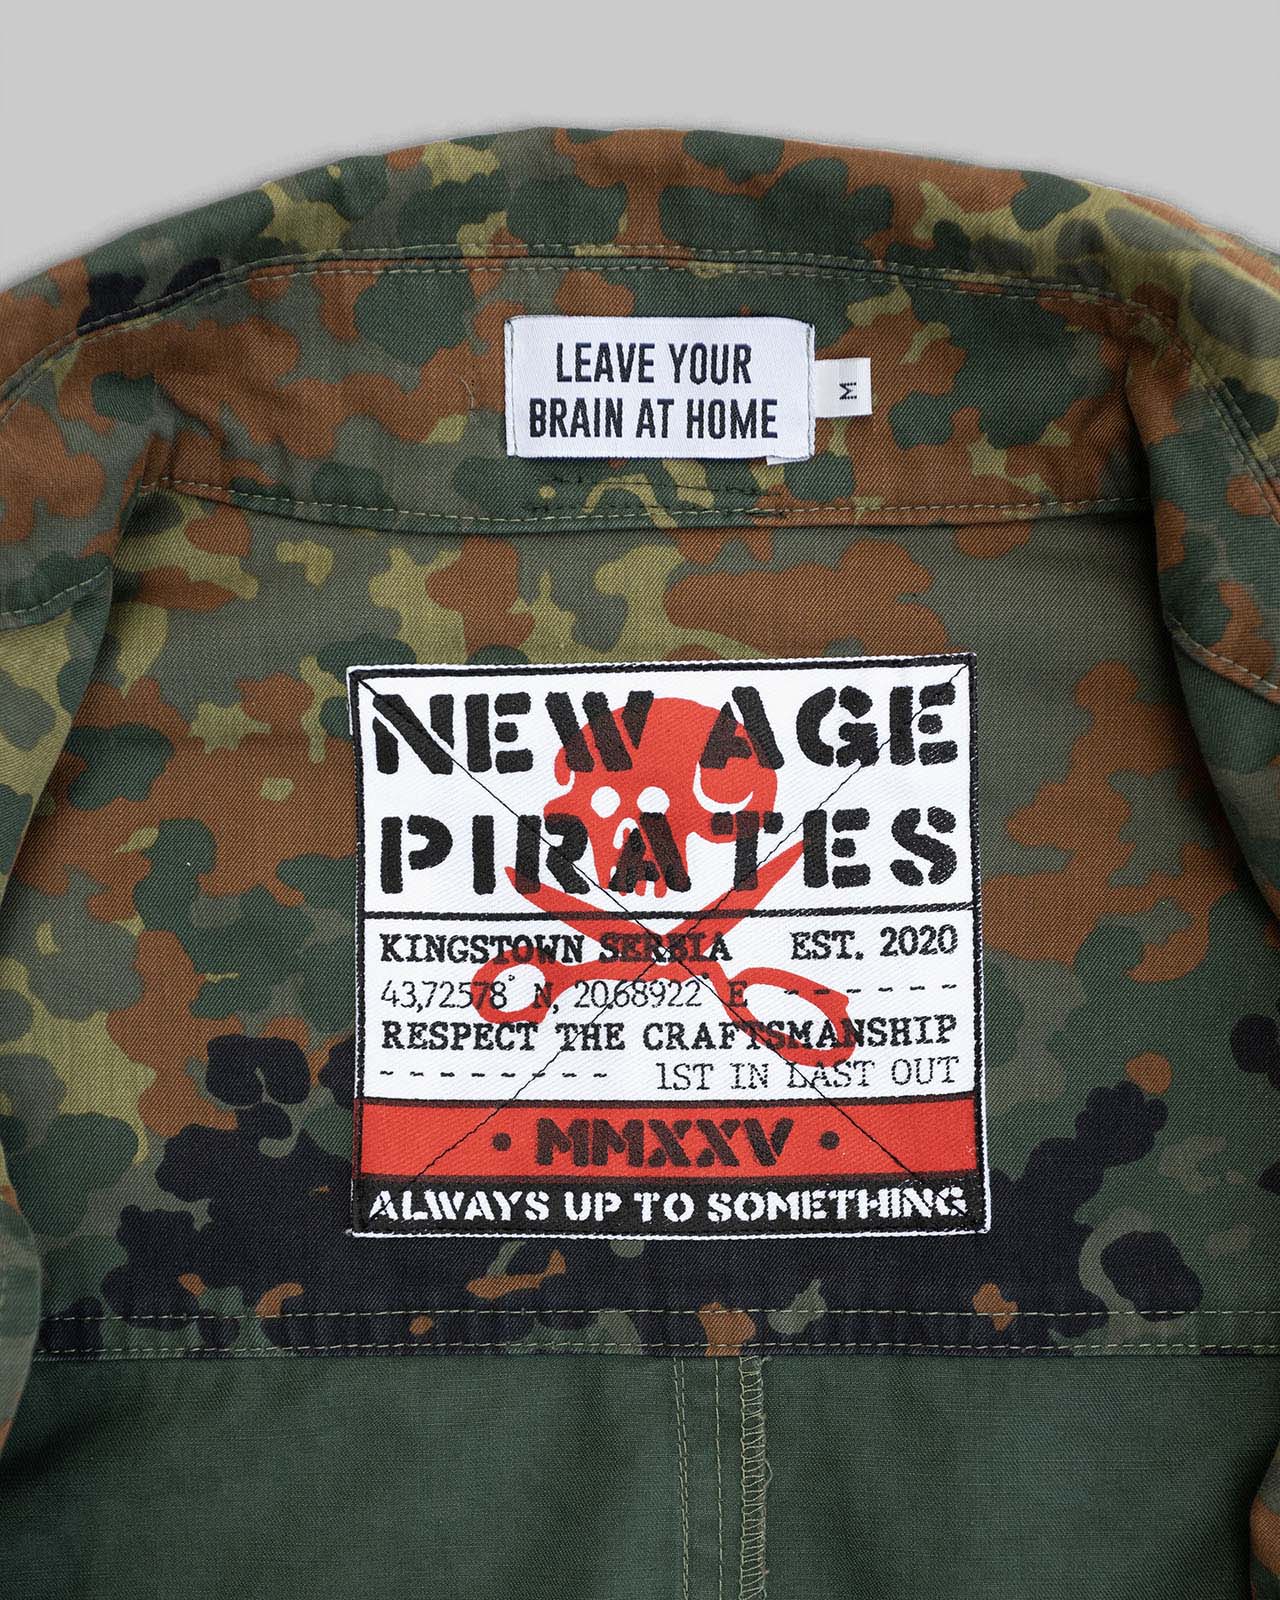 LEAVE YOUR
BRAIN AT HOME
M
NEW AGE
PIRATES
KINGSTOWN SERBIA EST. 2020
43,72578° N, 20,68922° E - - - - - -
RESPECT THE CRAFTSMANSHIP
- - - - - - - - 1ST IN LAST OUT
• MMXXV •
ALWAYS UP TO SOMETHING